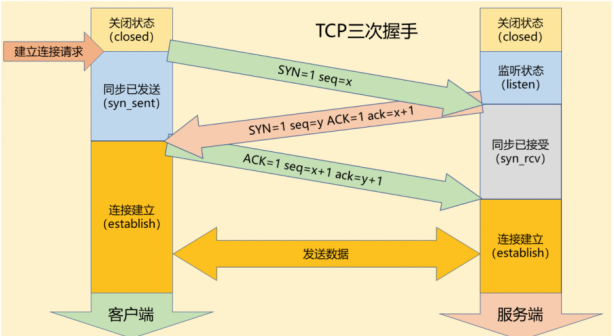 TCP三次握手
关闭状态
(closed)
关闭状态
(closed)
建立连接请求
SYN=1 seq=x
同步已发送
(syn_sent)
监听状态
(listen)
SYN=1 seq=y ACK=1 ack=x+1
同步已接受
(syn_rcv)
ACK=1 seq=x+1 ack=y+1
连接建立
(establish)
发送数据
连接建立
(establish)
客户端
服务端